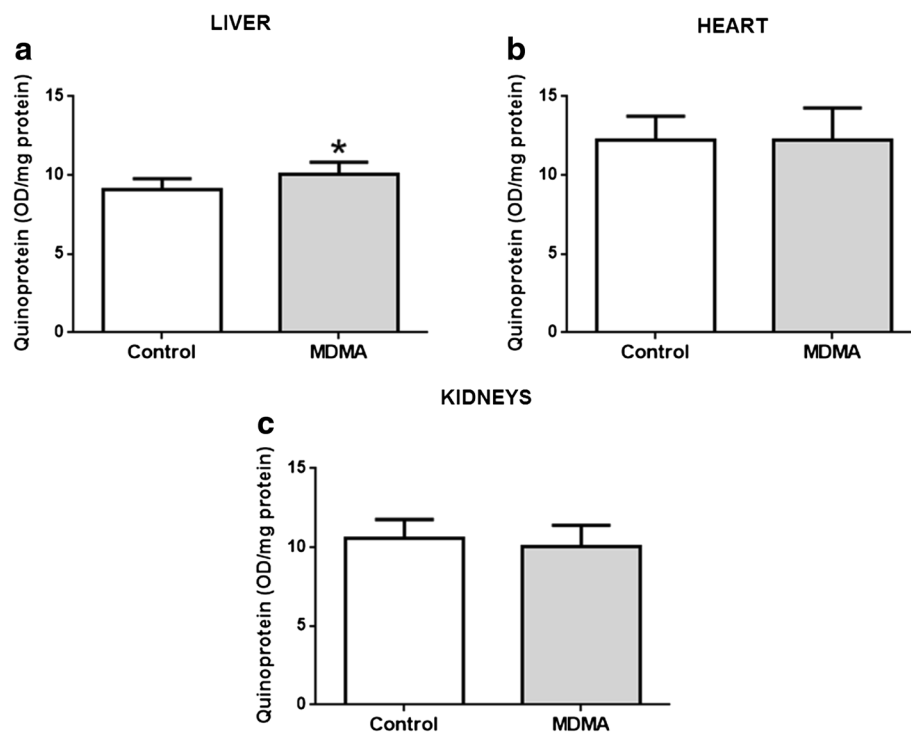 LIVER
a
Quinoprotein (OD/mg protein)
15
10
5
0
*
Control
MDMA
HEART
b
Quinoprotein (OD/mg protein)
15
10
5
0
Control
MDMA
KIDNEYS
c
Quinoprotein (OD/mg protein)
15
10
5
0
Control
MDMA